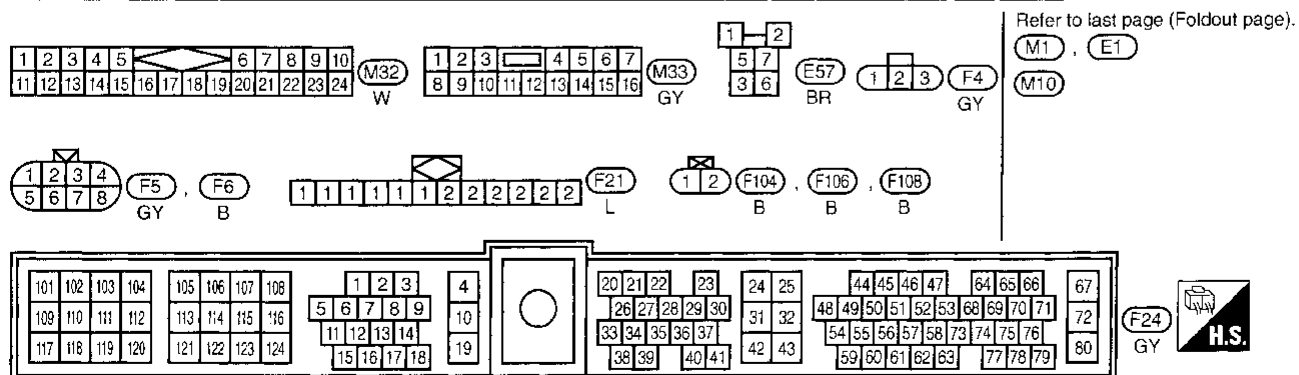 Refer to last page (Foldout page).
M1 , E1
M10
1 2 3 4 5 6 7 8 9 10
11 12 13 14 15 16 17 18 19 20 21 22 23 24
M32
W
1 2 3 4 5 6 7
8 9 10 11 12 13 14 15 16
M33
GY
1 2
5 7
3 6
E57
BR
1 2 3
F4
GY
1 2 3 4
5 6 7 8
F5 , F6
GY B
1 1 1 1 1 1 2 2 2 2 2 2
F21
L
1 2
F104 , F106 , F108
B B B
101 102 103 104 105 106 107 108 1 2 3 4 20 21 22 23 24 25 44 45 46 47 64 65 66 67
5 6 7 8 9 26 27 28 29 30 48 49 50 51 52 53 68 69 70 71
109 110 111 112 113 114 115 116 10 31 32 72
11 12 13 14 33 34 35 36 37 54 55 56 57 58 73 74 75 76
117 118 119 120 121 122 123 124 15 16 17 18 19 38 39 40 41 42 43 59 60 61 62 63 77 78 79 80
F24
GY
H.S.